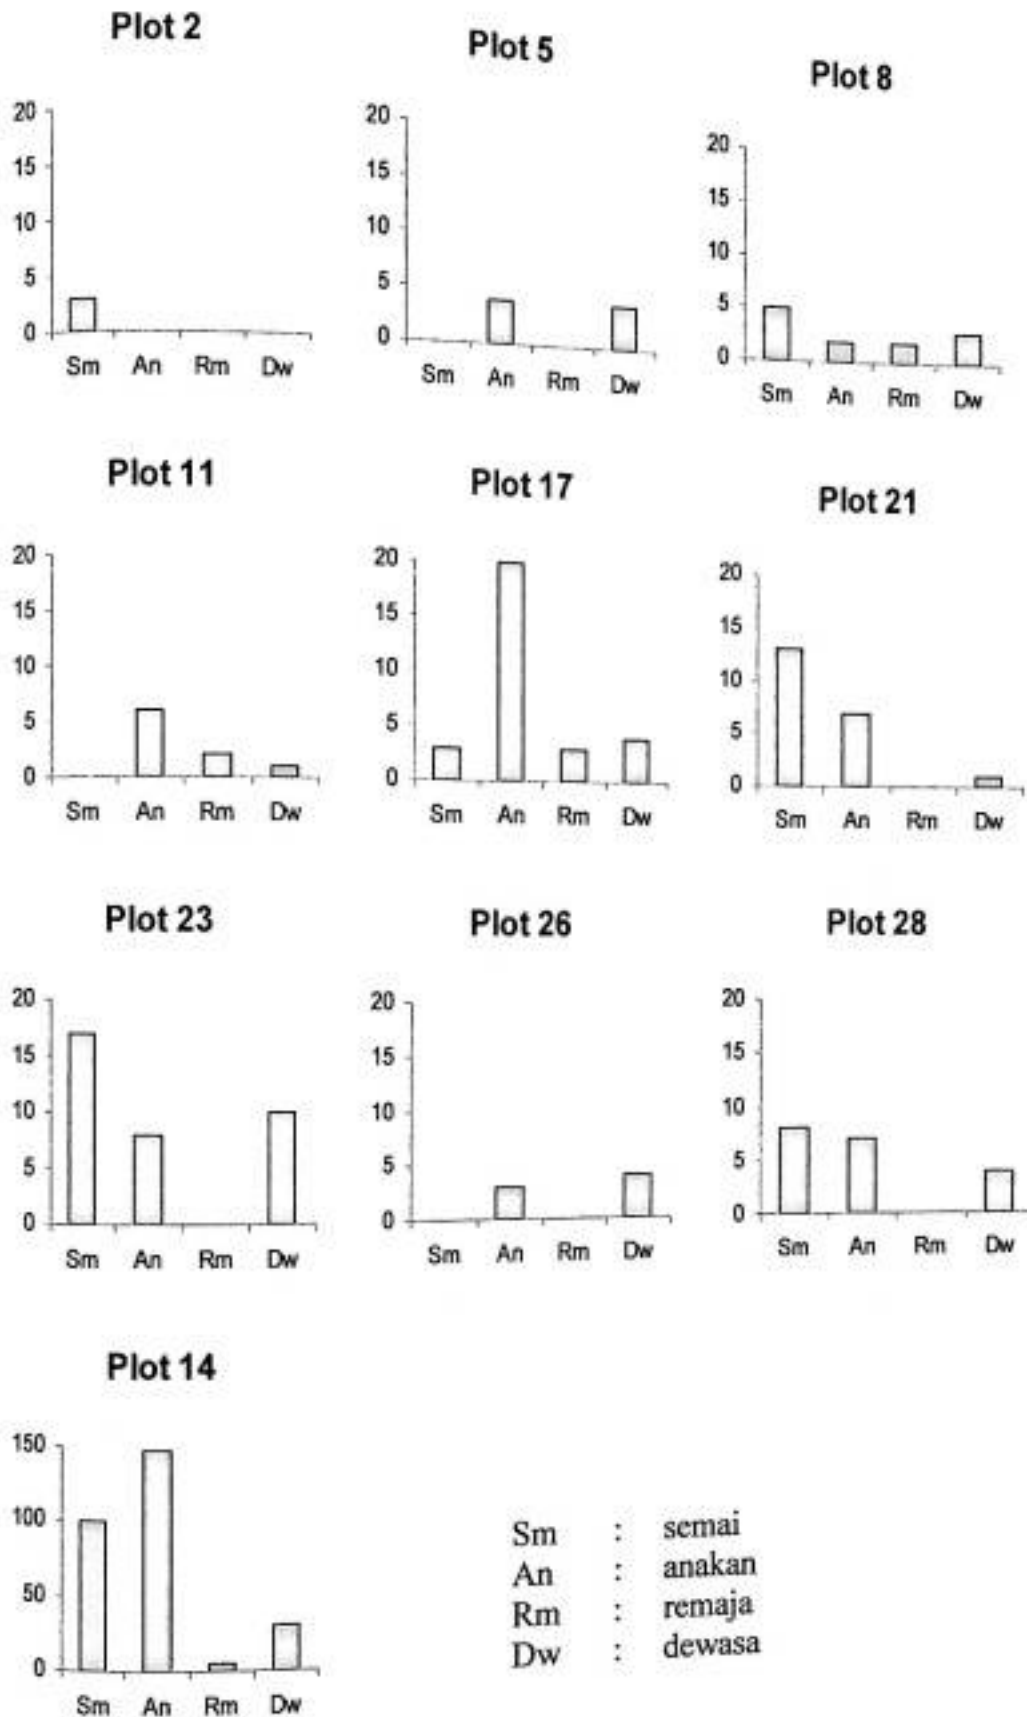 Plot 2
20
15
10
5
0
Sm An Rm Dw
Plot 5
20
15
10
5
0
Sm An Rm Dw
Plot 8
20
15
10
5
0
Sm An Rm Dw
Plot 11
20
15
10
5
0
Sm An Rm Dw
Plot 17
20
15
10
5
0
Sm An Rm Dw
Plot 21
20
15
10
5
0
Sm An Rm Dw
Plot 23
20
15
10
5
0
Sm An Rm Dw
Plot 26
20
15
10
5
0
Sm An Rm Dw
Plot 28
20
15
10
5
0
Sm An Rm Dw
Plot 14
150
100
50
0
Sm An Rm Dw
Sm : semai
An : anakan
Rm : remaja
Dw : dewasa